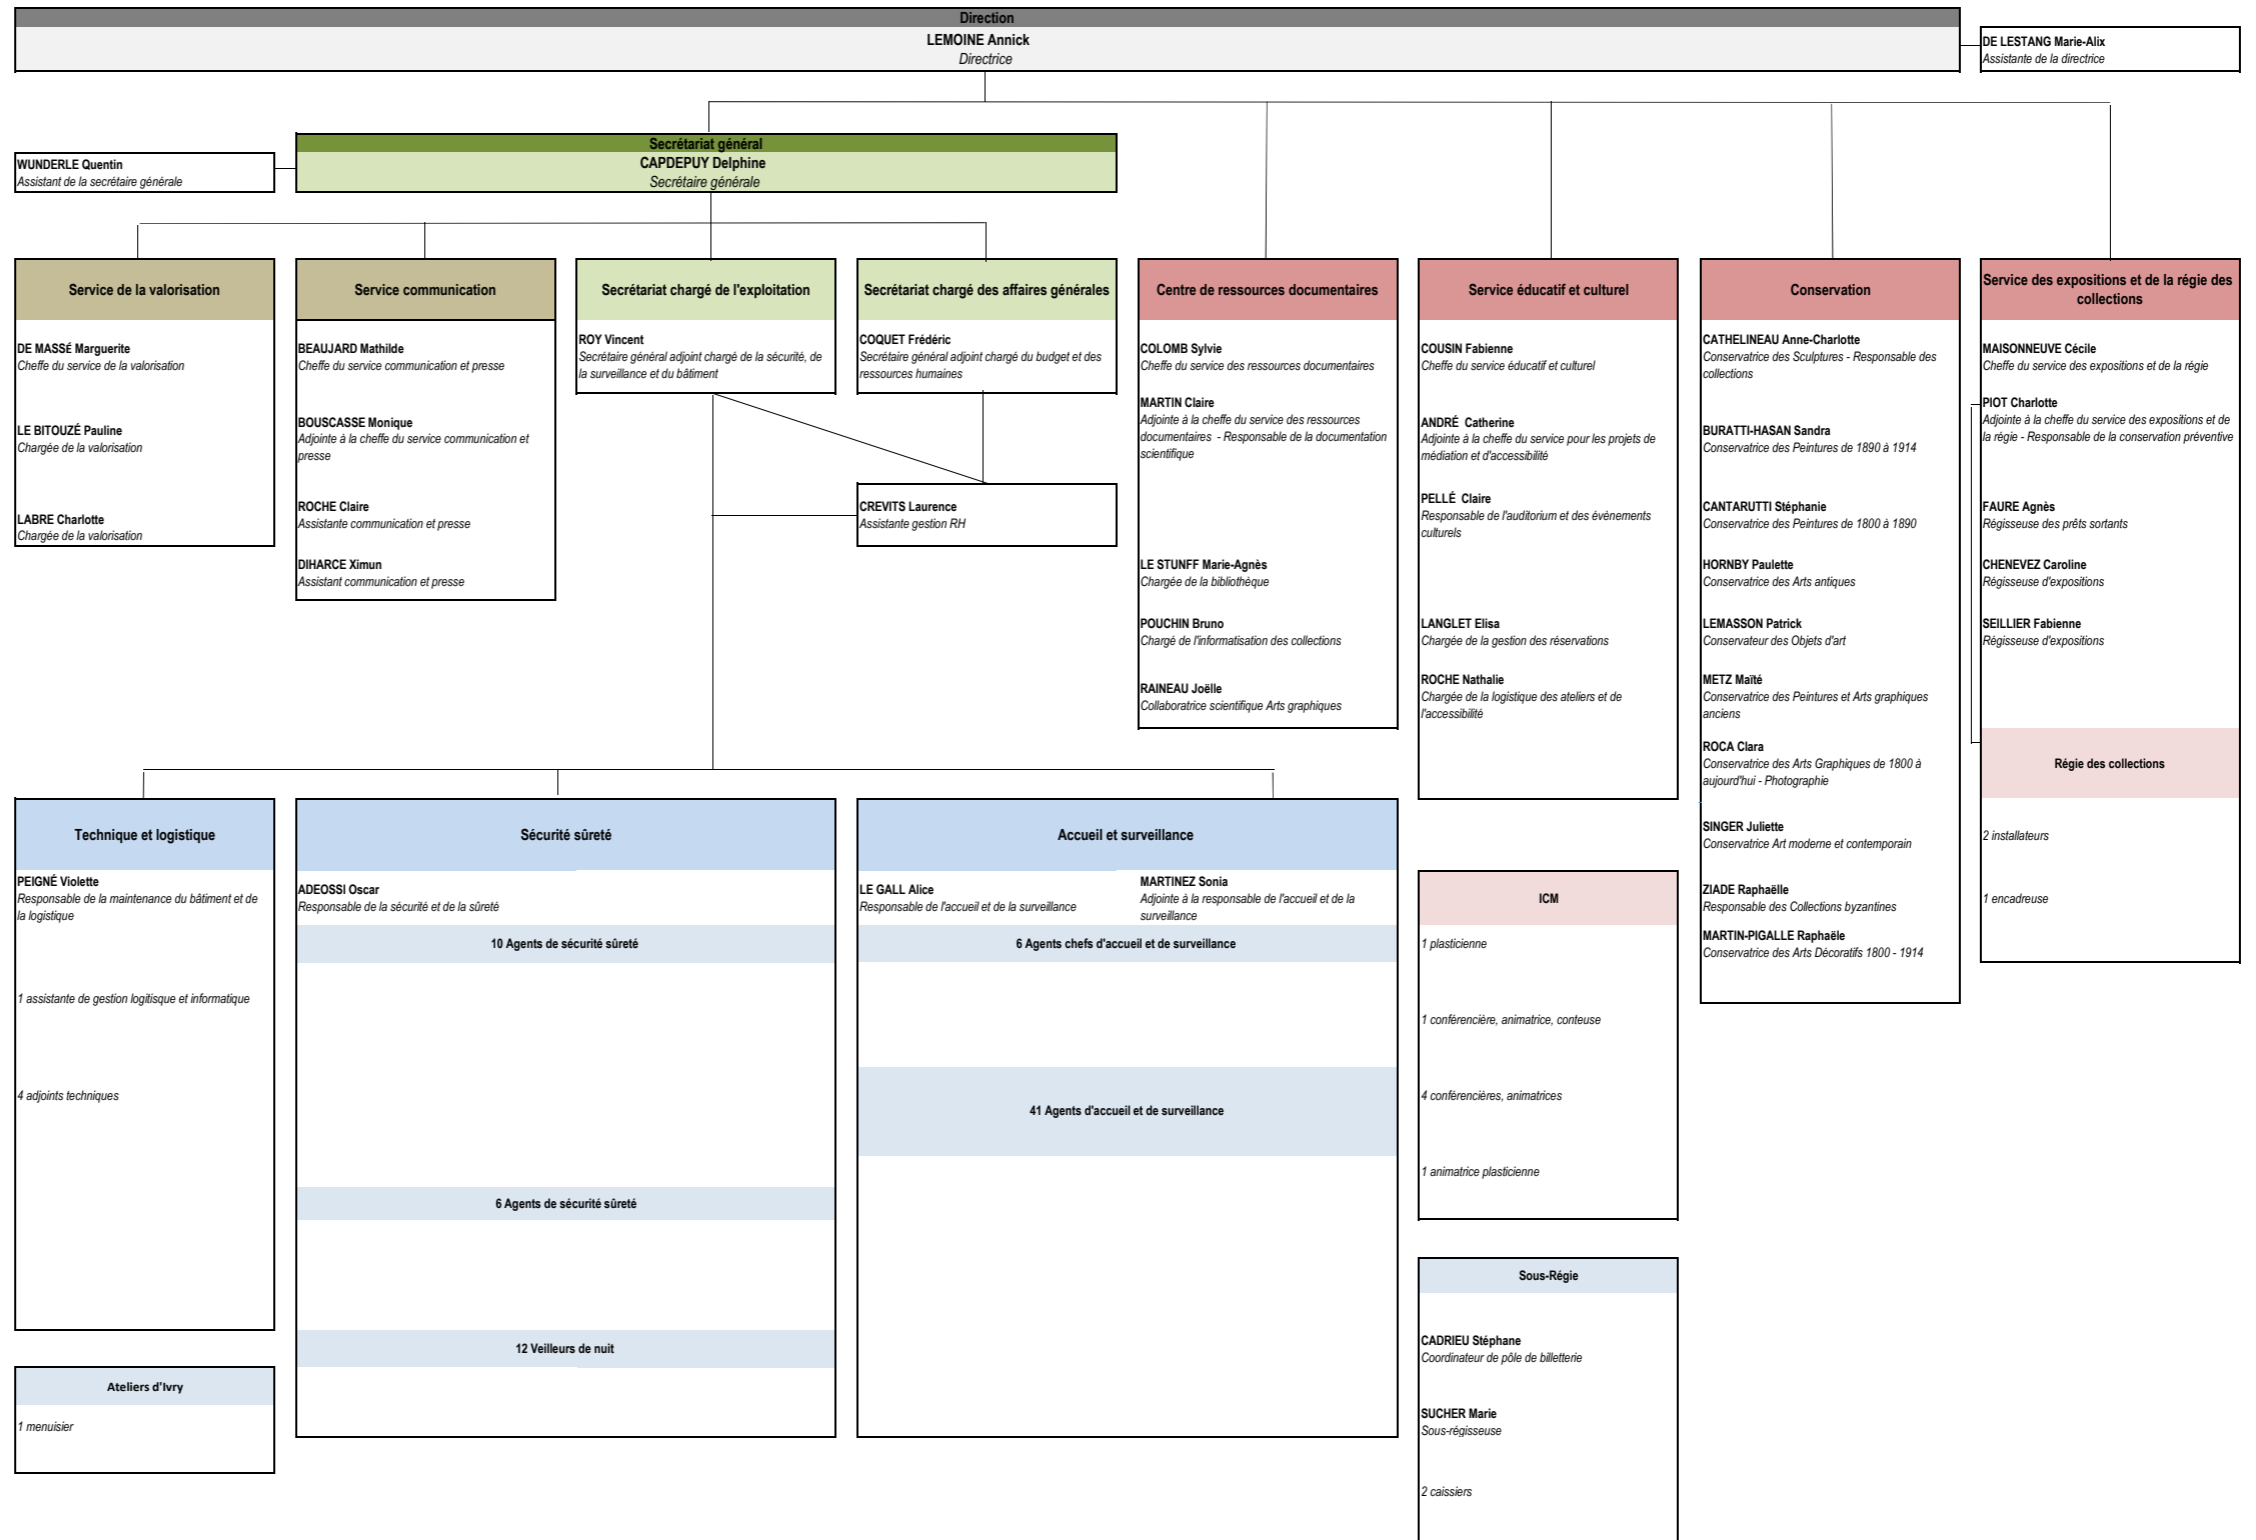 Direction
LEMOINE Annick
Directrice
DE LESTANG Marie-Alix
Assistante de la directrice
WUNDERLE Quentin
Assistant de la secrétaire générale
Secrétariat général
CAPDEPUY Delphine
Secrétaire générale
Service de la valorisation
DE MASSÉ Marguerite
Cheffe du service de la valorisation
LE BITOUZÉ Pauline
Chargée de la valorisation
LABRE Charlotte
Chargée de la valorisation
Service communication
BEAUJARD Mathilde
Cheffe du service communication et presse
BOUSCASSE Monique
Adjointe à la cheffe du service communication et
presse
ROCHE Claire
Assistante communication et presse
DIHARCE Ximun
Assistant communication et presse
Secrétariat chargé de l'exploitation
ROY Vincent
Secrétaire général adjoint chargé de la sécurité, de
la surveillance et du bâtiment
Secrétariat chargé des affaires générales
COQUET Frédéric
Secrétaire général adjoint chargé du budget et des
ressources humaines
CREVITS Laurence
Assistante gestion RH
Centre de ressources documentaires
COLOMB Sylvie
Cheffe du service des ressources documentaires
MARTIN Claire
Adjointe à la cheffe du service des ressources
documentaires - Responsable de la documentation
scientifique
LE STUNFF Marie-Agnès
Chargée de la bibliothèque
POUCHIN Bruno
Chargé de l'informatisation des collections
RAINEAU Joëlle
Collaboratrice scientifique Arts graphiques
Service éducatif et culturel
COUSIN Fabienne
Cheffe du service éducatif et culturel
ANDRÉ Catherine
Adjointe à la cheffe du service pour les projets de
médiation et d'accessibilité
PELLÉ Claire
Responsable de l'auditorium et des évènements
culturels
LANGLET Elisa
Chargée de la gestion des réservations
ROCHE Nathalie
Chargée de la logistique des ateliers et de
l'accessibilité
Conservation
CATHELINEAU Anne-Charlotte
Conservatrice des Sculptures - Responsable des
collections
BURATTI-HASAN Sandra
Conservatrice des Peintures de 1890 à 1914
CANTARUTTI Stéphanie
Conservatrice des Peintures de 1800 à 1890
HORNBY Paulette
Conservatrice des Arts antiques
LEMASSON Patrick
Conservateur des Objets d'art
METZ Maïté
Conservatrice des Peintures et Arts graphiques
anciens
ROCA Clara
Conservatrice des Arts Graphiques de 1800 à
aujourd'hui - Photographie
SINGER Juliette
Conservatrice Art moderne et contemporain
ZIADE Raphaëlle
Responsable des Collections byzantines
MARTIN-PIGALLE Raphaële
Conservatrice des Arts Décoratifs 1800 - 1914
Service des expositions et de la régie des
collections
MAISONNEUVE Cécile
Cheffe du service des expositions et de la régie
PIOT Charlotte
Adjointe à la cheffe du service des expositions et de
la régie - Responsable de la conservation préventive
FAURE Agnès
Régisseuse des prêts sortants
CHENEVEZ Caroline
Régisseuse d'expositions
SEILLIER Fabienne
Régisseuse d'expositions
Régie des collections
2 installateurs
1 encadreuse
Technique et logistique
PEIGNÉ Violette
Responsable de la maintenance du bâtiment et de
la logistique
1 assistante de gestion logitisque et informatique
4 adjoints techniques
Ateliers d'Ivry
1 menuisier
Sécurité sûreté
ADEOSSI Oscar
Responsable de la sécurité et de la sûreté
10 Agents de sécurité sûreté
6 Agents de sécurité sûreté
12 Veilleurs de nuit
Accueil et surveillance
LE GALL Alice
Responsable de l'accueil et de la surveillance
MARTINEZ Sonia
Adjointe à la responsable de l'accueil et de la
surveillance
6 Agents chefs d'accueil et de surveillance
41 Agents d'accueil et de surveillance
ICM
1 plasticienne
1 conférencière, animatrice, conteuse
4 conférencières, animatrices
1 animatrice plasticienne
Sous-Régie
CADRIEU Stéphane
Coordinateur de pôle de billetterie
SUCHER Marie
Sous-régisseuse
2 caissiers